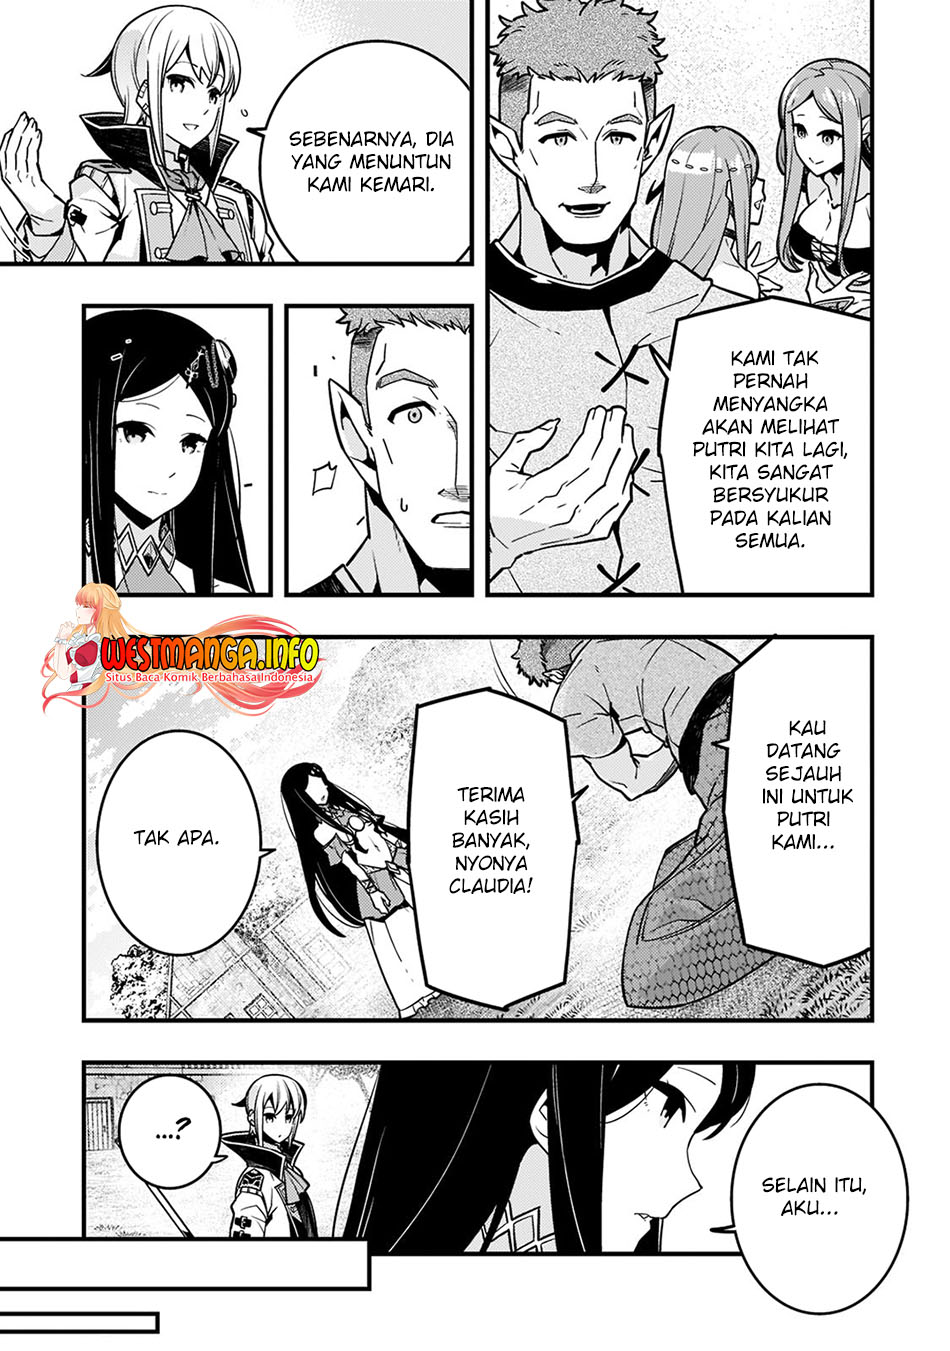 KAMI TAK
PERNAH
MENYANGKA
AKAN MELIHAT
PUTRI KITA LAGI,
KITA SANGAT
BERSYUKUR
PADA KALIAN
SEMUA.
SEBENARNYA, DIA
YANG MENUNTUN
KAMI KEMARI.
KAU
DATANG
SEJAUH
INI UNTUK
PUTRI
KAMI...
TERIMA
KASIH
BANYAK,
NYONYA
CLAUDIA!
TAK APA.
WESTMANGA.INFO
Situs Baca Komik Berbahasa Indonesia
SELAIN ITU,
AKU...
...?